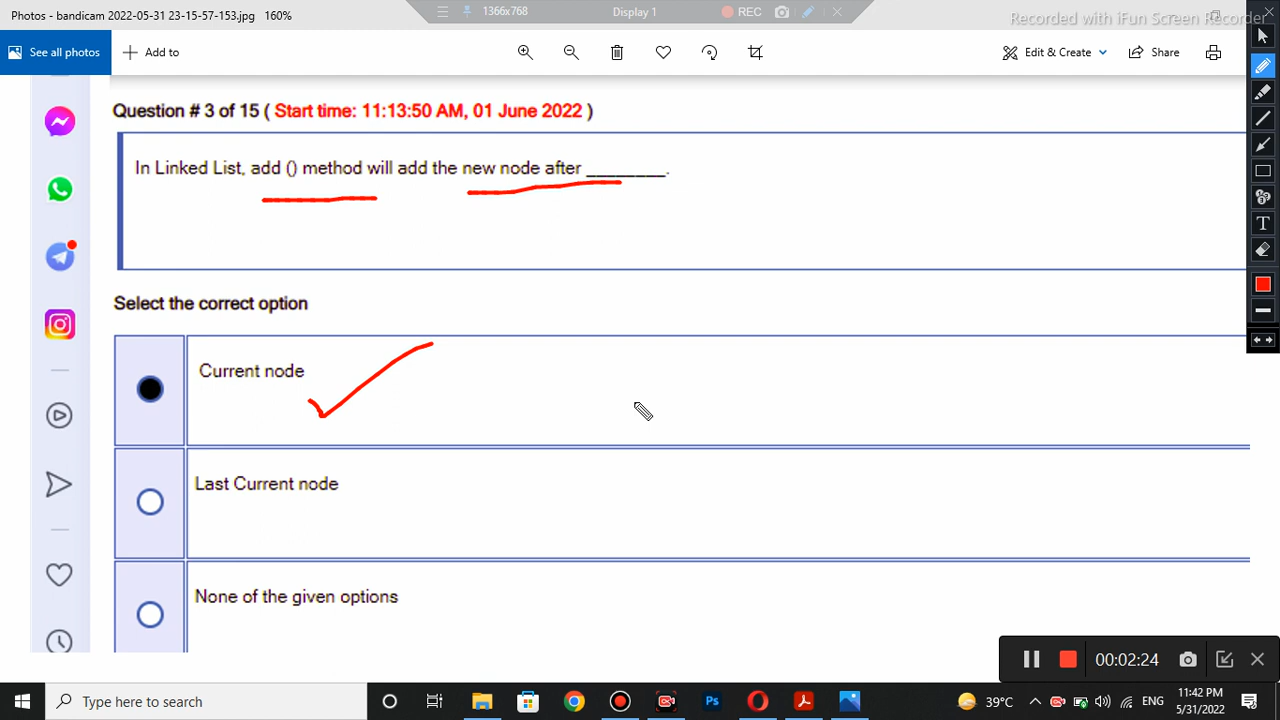 Photos - bandicam 2022-05-31 23-15-57-153.jpg 160%
1366x768 Display 1 REC
Recorded with iFun Screen Recorder
See all photos Add to Edit & Create Share
Question # 3 of 15 ( Start time: 11:13:50 AM, 01 June 2022 )
In Linked List, add () method will add the new node after ________.
Select the correct option
Current node
Last Current node
None of the given options
T
00:02:24
Type here to search
Ps
39°C
ENG
11:42 PM
5/31/2022